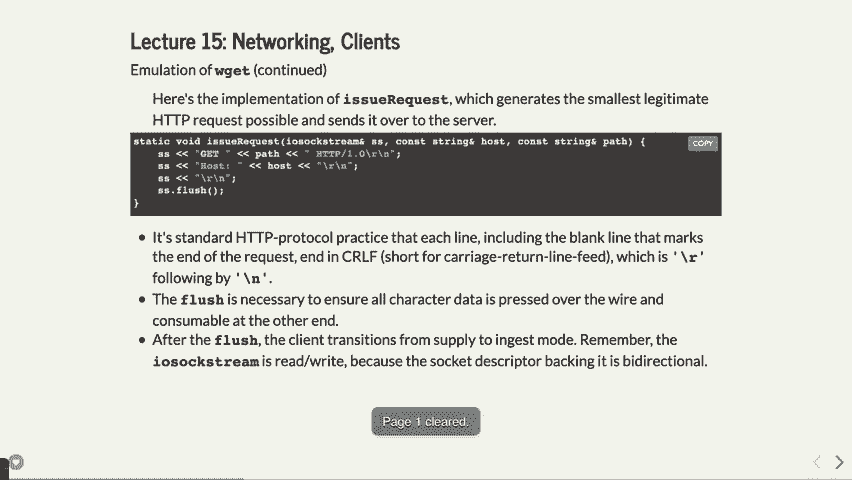 Lecture 15: Networking, Clients
Emulation of wget (continued)
Here's the implementation of issueRequest, which generates the smallest legitimate
HTTP request possible and sends it over to the server.
static void issueRequest(iosockstream& ss, const string& host, const string& path) {
COPY
ss << "GET " << path << " HTTP/1.0\r\n";
ss << "Host: " << host << "\r\n";
ss << "\r\n";
ss.flush();
}
• It's standard HTTP-protocol practice that each line, including the blank line that marks
the end of the request, end in CRLF (short for carriage-return-line-feed), which is '\r'
following by '\n'.
• The flush is necessary to ensure all character data is pressed over the wire and
consumable at the other end.
• After the flush, the client transitions from supply to ingest mode. Remember, the
iosockstream is read/write, because the socket descriptor backing it is bidirectional.
Page 1 cleared.